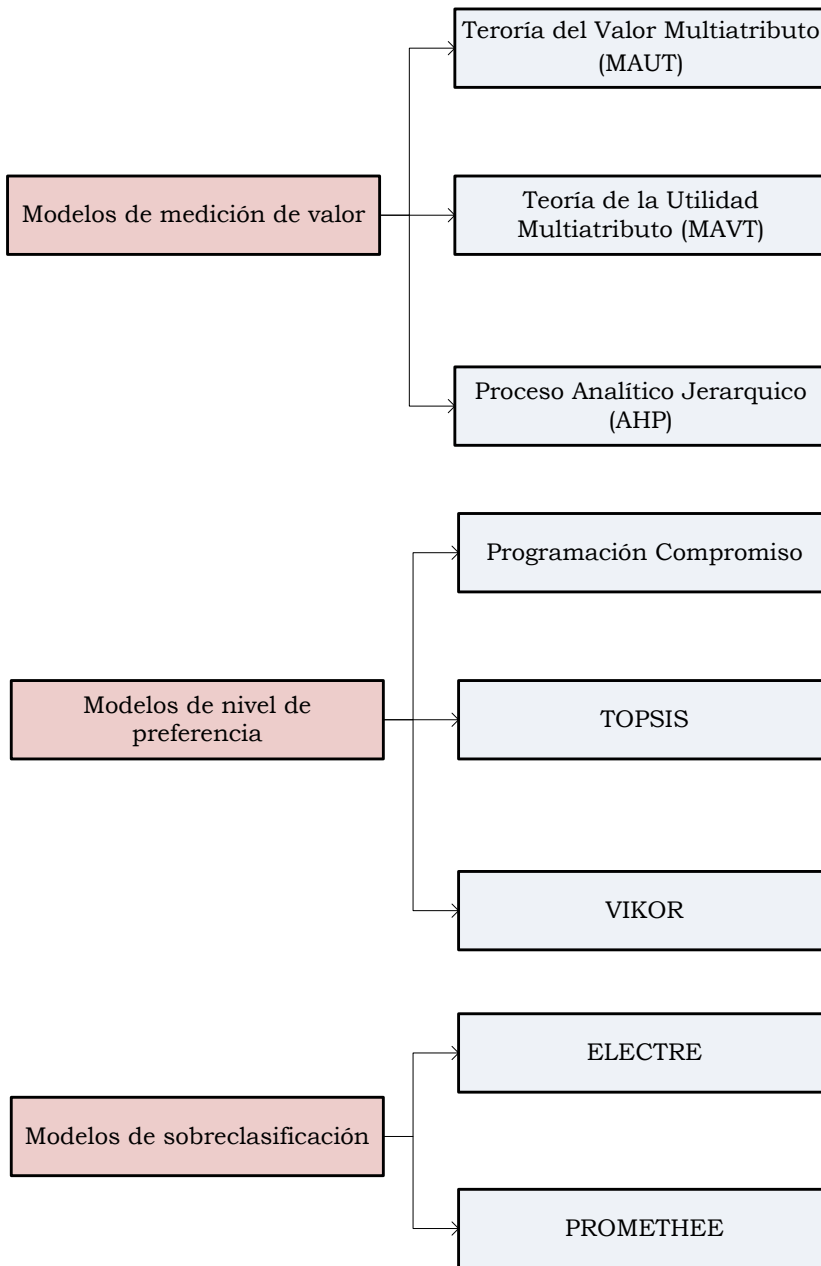 Modelos de medición de valor
Teroría del Valor Multiatributo
(MAUT)
Teoría de la Utilidad
Multiatributo (MAVT)
Proceso Analítico Jerarquico
(AHP)
Modelos de nivel de
preferencia
Programación Compromiso
TOPSIS
VIKOR
Modelos de sobreclasificación
ELECTRE
PROMETHEE